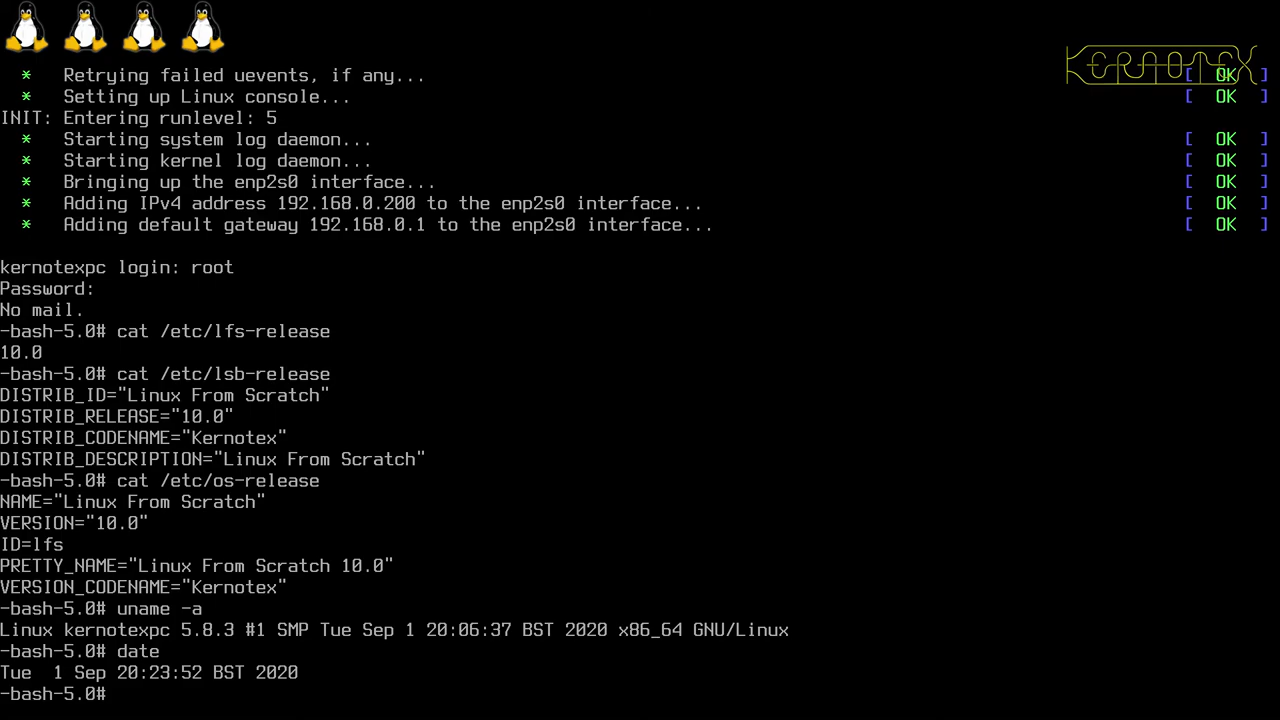 KERNOTEX
* Retrying failed uevents, if any... [ OK ]
* Setting up Linux console... [ OK ]
INIT: Entering runlevel: 5
* Starting system log daemon... [ OK ]
* Starting kernel log daemon... [ OK ]
* Bringing up the enp2s0 interface... [ OK ]
* Adding IPv4 address 192.168.0.200 to the enp2s0 interface... [ OK ]
* Adding default gateway 192.168.0.1 to the enp2s0 interface... [ OK ]
kernotexpc login: root
Password:
No mail.
-bash-5.0# cat /etc/lfs-release
10.0
-bash-5.0# cat /etc/lsb-release
DISTRIB_ID="Linux From Scratch"
DISTRIB_RELEASE="10.0"
DISTRIB_CODENAME="Kernotex"
DISTRIB_DESCRIPTION="Linux From Scratch"
-bash-5.0# cat /etc/os-release
NAME="Linux From Scratch"
VERSION="10.0"
ID=lfs
PRETTY_NAME="Linux From Scratch 10.0"
VERSION_CODENAME="Kernotex"
-bash-5.0# uname -a
Linux kernotexpc 5.8.3 #1 SMP Tue Sep 1 20:06:37 BST 2020 x86_64 GNU/Linux
-bash-5.0# date
Tue  1 Sep 20:23:52 BST 2020
-bash-5.0#